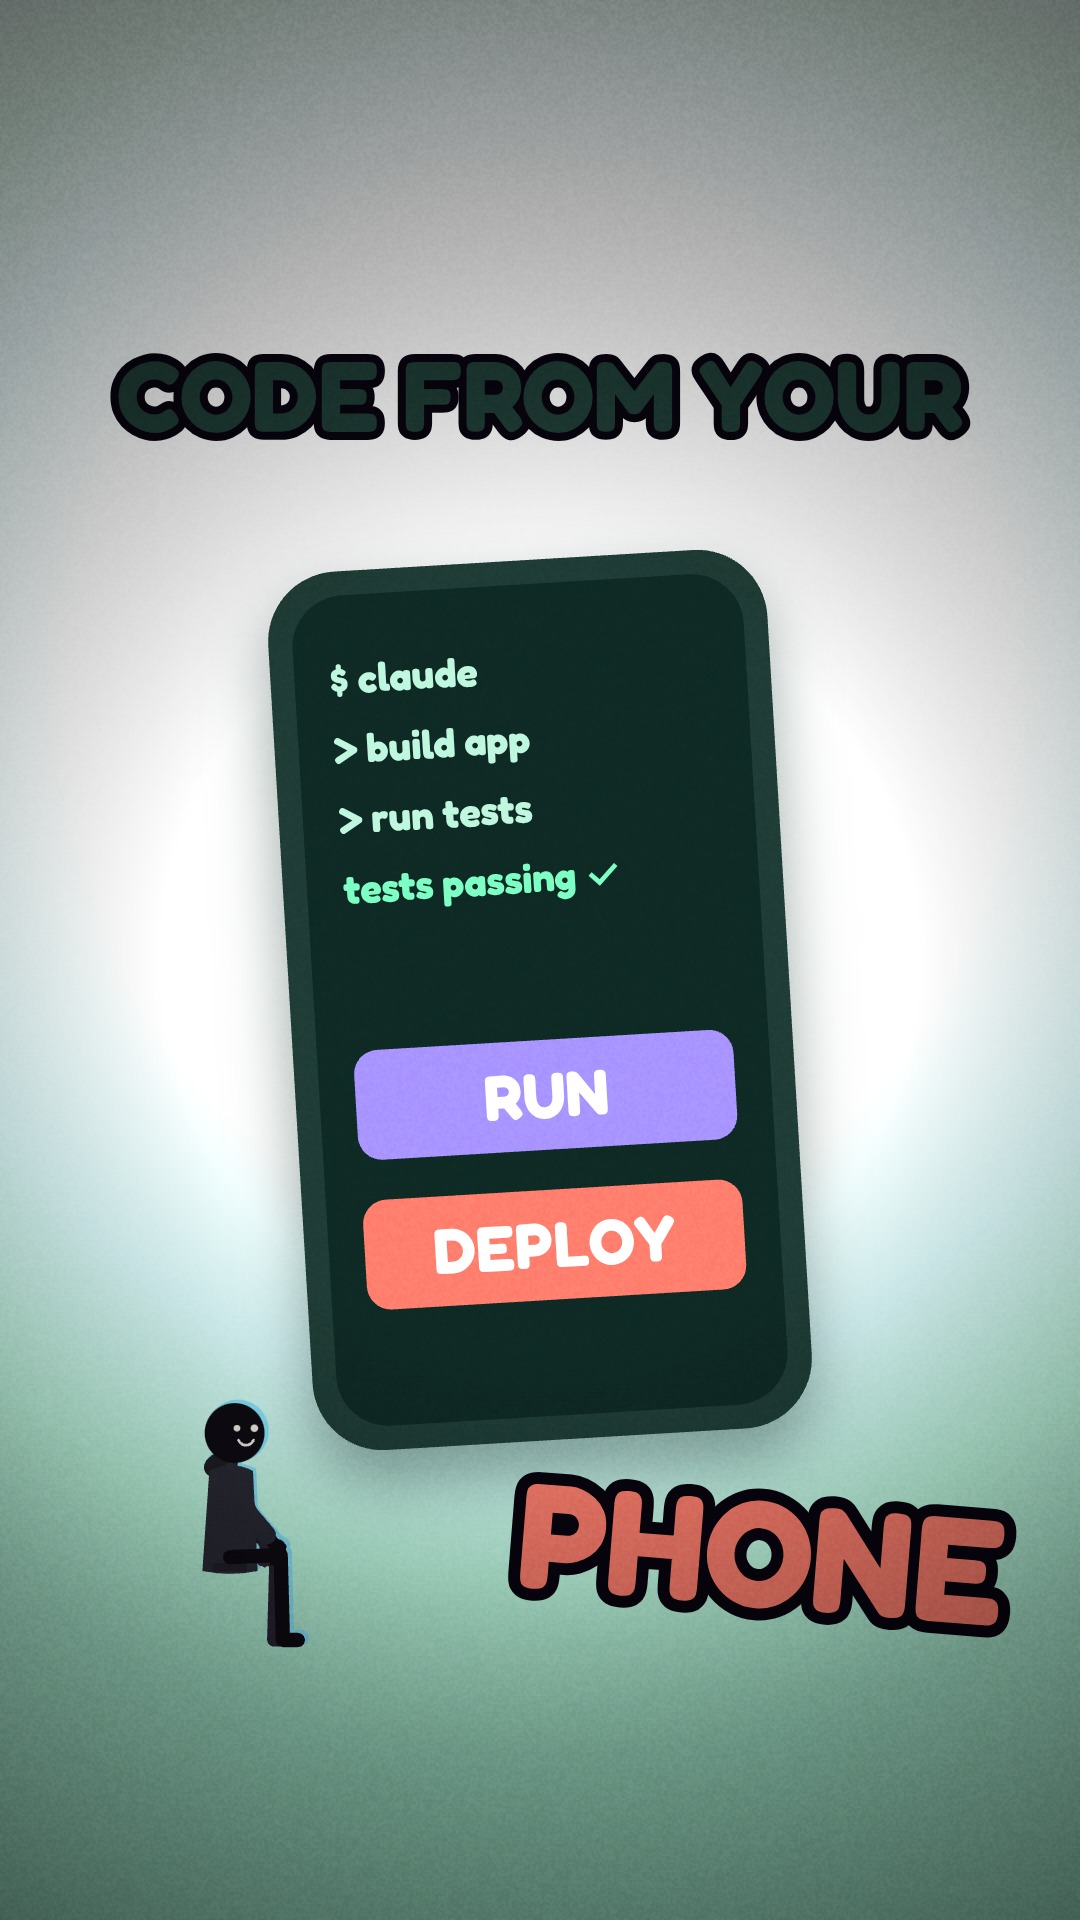 CODE FROM YOUR
$ claude
> build app
> run tests
tests passing ✓
RUN
DEPLOY
PHONE